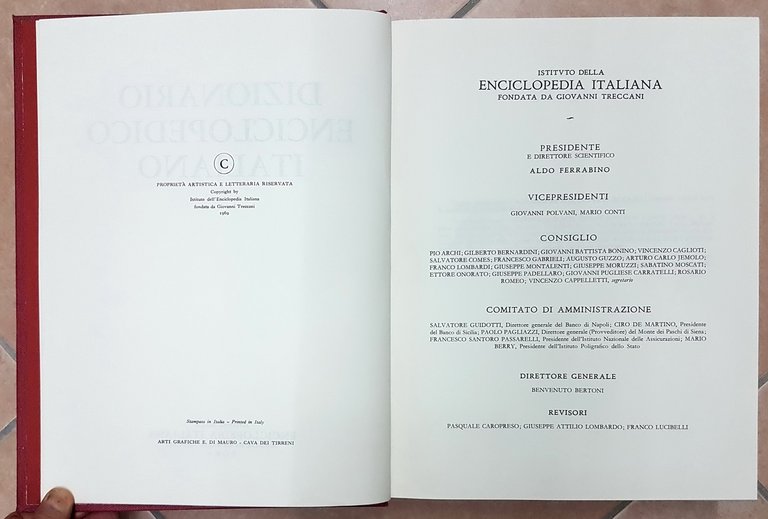 C
PROPRIETÀ ARTISTICA E LETTERARIA RISERVATA
Copyright by
Istituto dell'Enciclopedia Italiana
fondata da Giovanni Treccani
1969
Stampato in Italia - Printed in Italy
ARTI GRAFICHE E. DI MAURO - CAVA DEI TIRRENI
ISTITVTO DELLA
ENCICLOPEDIA ITALIANA
FONDATA DA GIOVANNI TRECCANI
PRESIDENTE
E DIRETTORE SCIENTIFICO
ALDO FERRABINO
VICEPRESIDENTI
GIOVANNI POLVANI, MARIO CONTI
CONSIGLIO
PIO ARCHI; GILBERTO BERNARDINI; GIOVANNI BATTISTA BONINO; VINCENZO CAGLIOTI;
SALVATORE COMES; FRANCESCO GABRIELI; AUGUSTO GUZZO; ARTURO CARLO JEMOLO;
FRANCO LOMBARDI; GIUSEPPE MONTALENTI; GIUSEPPE MORUZZI; SABATINO MOSCATI;
ETTORE ONORATO; GIUSEPPE PADELLARO; GIOVANNI PUGLIESE CARRATELLI; ROSARIO
ROMEO; VINCENZO CAPPELLETTI, segretario
COMITATO DI AMMINISTRAZIONE
SALVATORE GUIDOTTI, Direttore generale del Banco di Napoli; CIRO DE MARTINO, Presidente
del Banco di Sicilia; PAOLO PAGLIAZZI, Direttore generale (Provveditore) del Monte dei Paschi di Siena;
FRANCESCO SANTORO PASSARELLI, Presidente dell'Istituto Nazionale delle Assicurazioni; MARIO
BERRY, Presidente dell'Istituto Poligrafico dello Stato
DIRETTORE GENERALE
BENVENUTO BERTONI
REVISORI
PASQUALE CAROPRESO; GIUSEPPE ATTILIO LOMBARDO; FRANCO LUCIBELLI
DIZIONARIO
ENCICLOPEDICO
ITALIANO